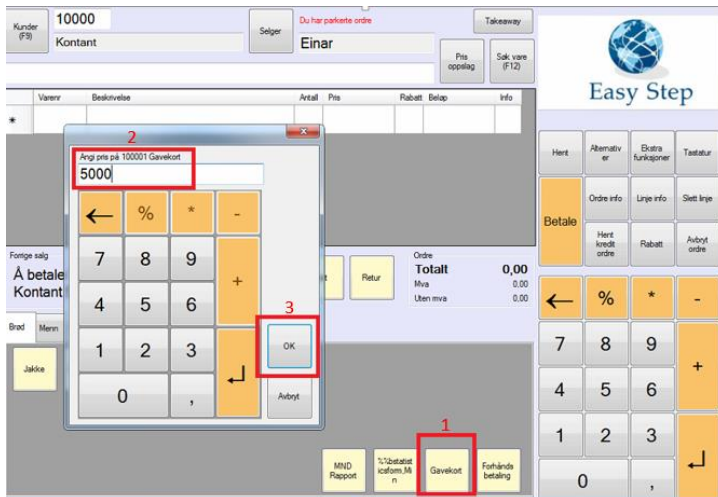 Kunder
(F9)
10000
Kontant
Selger
Du har parkerte ordre
Einar
Takeaway
Pris
oppslag
Søk vare
(F12)
Easy Step
Varenr Beskrivelse Antall Pris Rabatt Beløp Info
*
2
Angi pris på 100001 Gavekort
5000
← % * -
7 8 9 +
4 5 6
1 2 3
0 ,
3
OK
Avbryt
Hent
Alternativ
er
Ekstra
funksjoner
Tastatur
Betale
Ordre info
Linje info
Slett linje
Hent
kredit
ordre
Rabatt
Avbryt
ordre
Forrige salg
Å betale
Kontant
Retur
Ordre
Totalt 0,00
Mva 0,00
Uten mva 0,00
Brød Menn
Jakke
← % * -
7 8 9 +
4 5 6
1 2 3
0 ,
1
MND
Rapport
%%bstatist
icsform,Mi
n
Gavekort
Forhånds
betaling